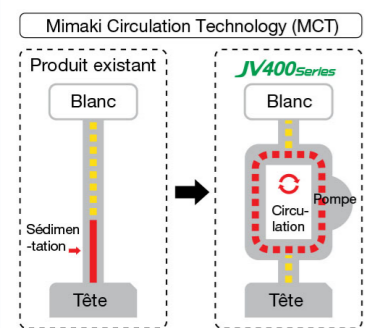 Mimaki Circulation Technology (MCT)
Produit existant
Blanc
Sédimen
-tation
Tête
JV400Series
Blanc
Circu-
lation
Pompe
Tête